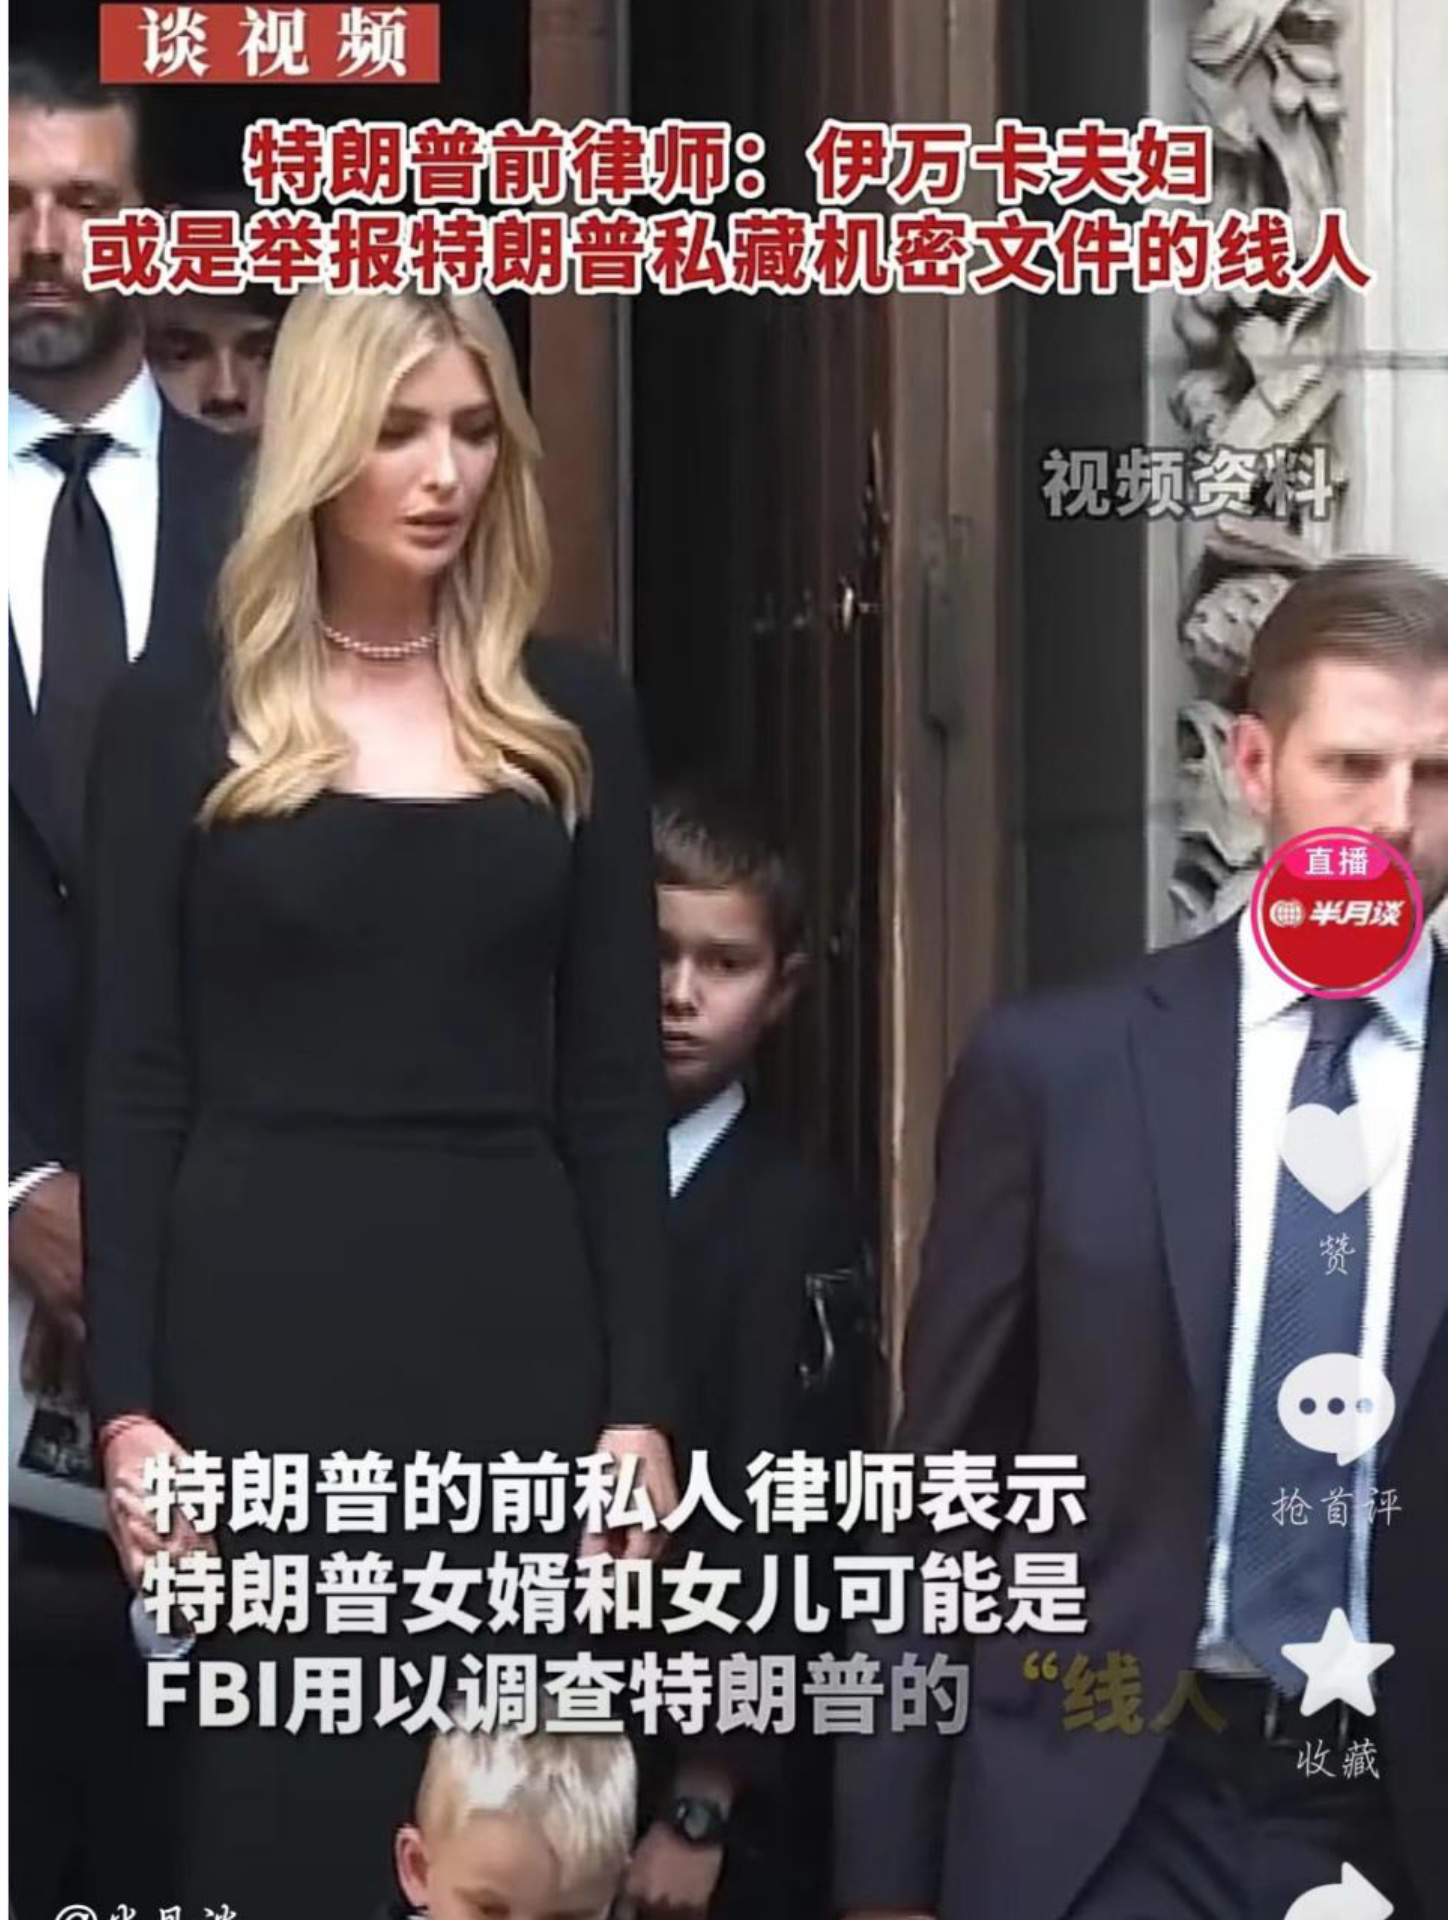 谈视频
特朗普前律师：伊万卡夫妇
或是举报特朗普私藏机密文件的线人
视频资料
直播
半月谈
赞
抢首评
特朗普的前私人律师表示
特朗普女婿和女儿可能是
FBI用以调查特朗普的“线人
收藏
@半月谈